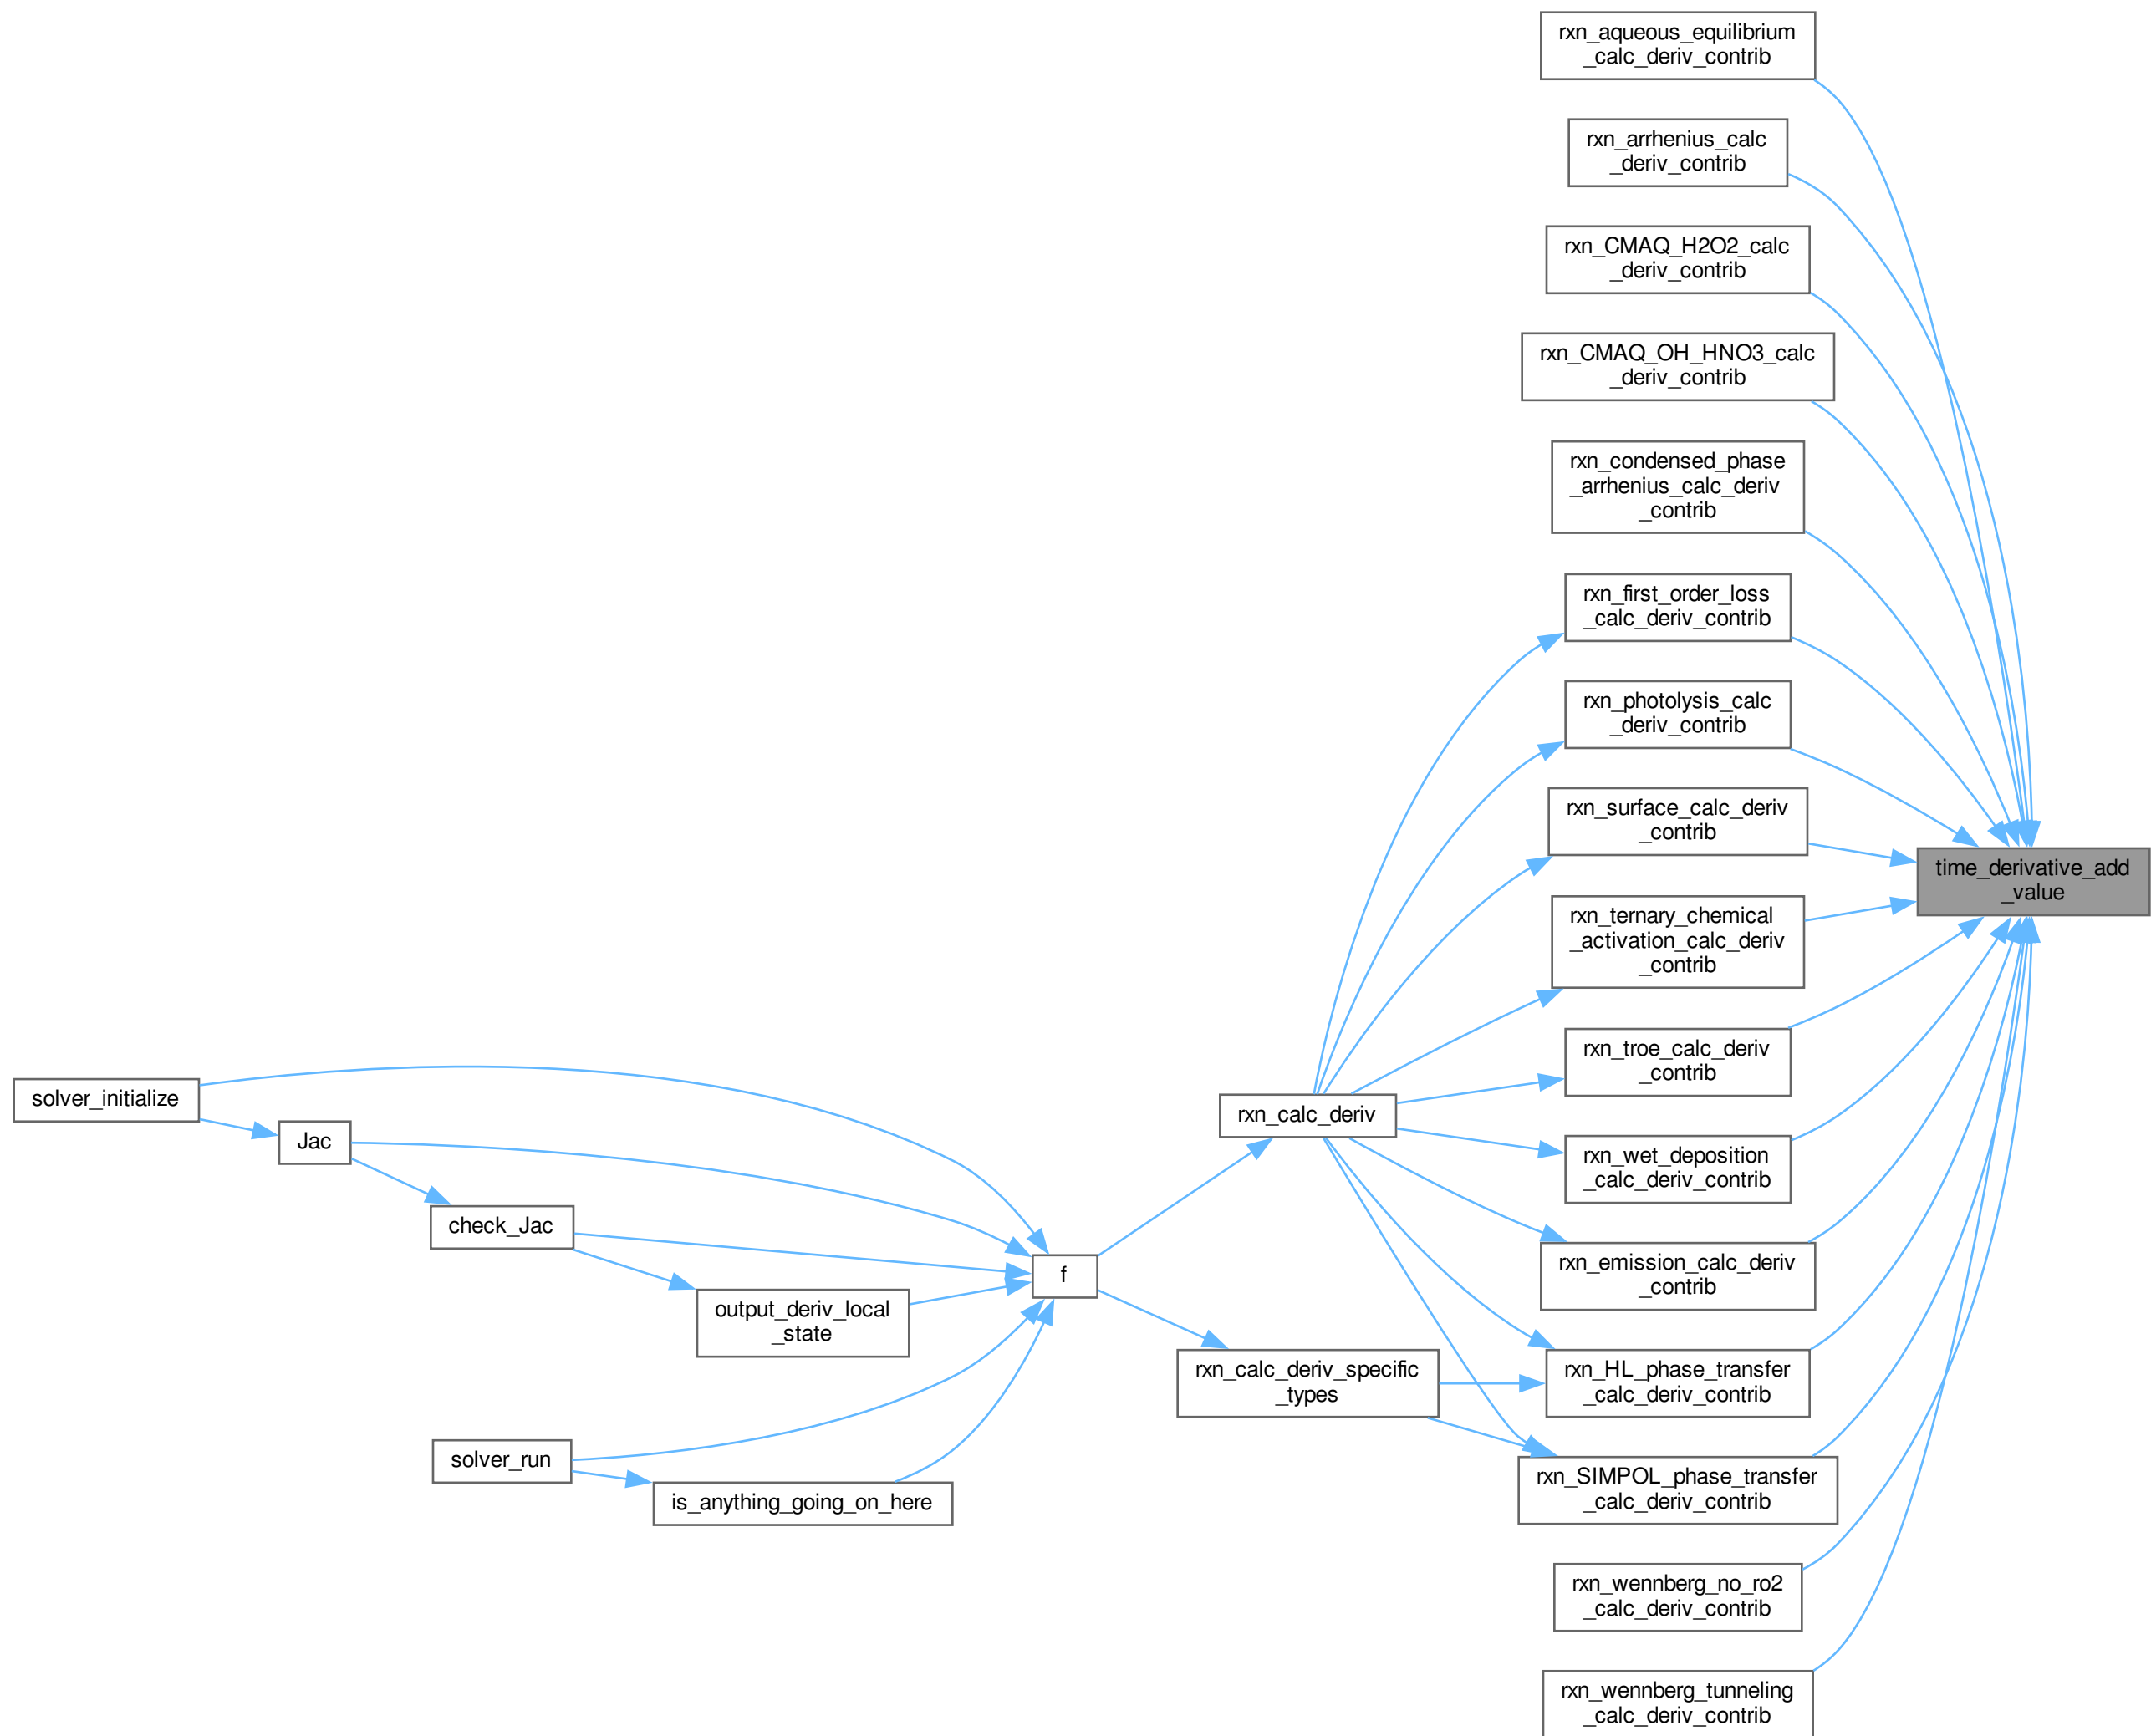 rxn_aqueous_equilibrium
_calc_deriv_contrib
rxn_arrhenius_calc
_deriv_contrib
rxn_CMAQ_H2O2_calc
_deriv_contrib
rxn_CMAQ_OH_HNO3_calc
_deriv_contrib
rxn_condensed_phase
_arrhenius_calc_deriv
_contrib
rxn_first_order_loss
_calc_deriv_contrib
rxn_photolysis_calc
_deriv_contrib
rxn_surface_calc_deriv
_contrib
time_derivative_add
_value
rxn_ternary_chemical
_activation_calc_deriv
_contrib
rxn_troe_calc_deriv
_contrib
solver_initialize
Jac
rxn_calc_deriv
rxn_wet_deposition
_calc_deriv_contrib
check_Jac
f
rxn_emission_calc_deriv
_contrib
output_deriv_local
_state
rxn_calc_deriv_specific
_types
rxn_HL_phase_transfer
_calc_deriv_contrib
solver_run
is_anything_going_on_here
rxn_SIMPOL_phase_transfer
_calc_deriv_contrib
rxn_wennberg_no_ro2
_calc_deriv_contrib
rxn_wennberg_tunneling
_calc_deriv_contrib